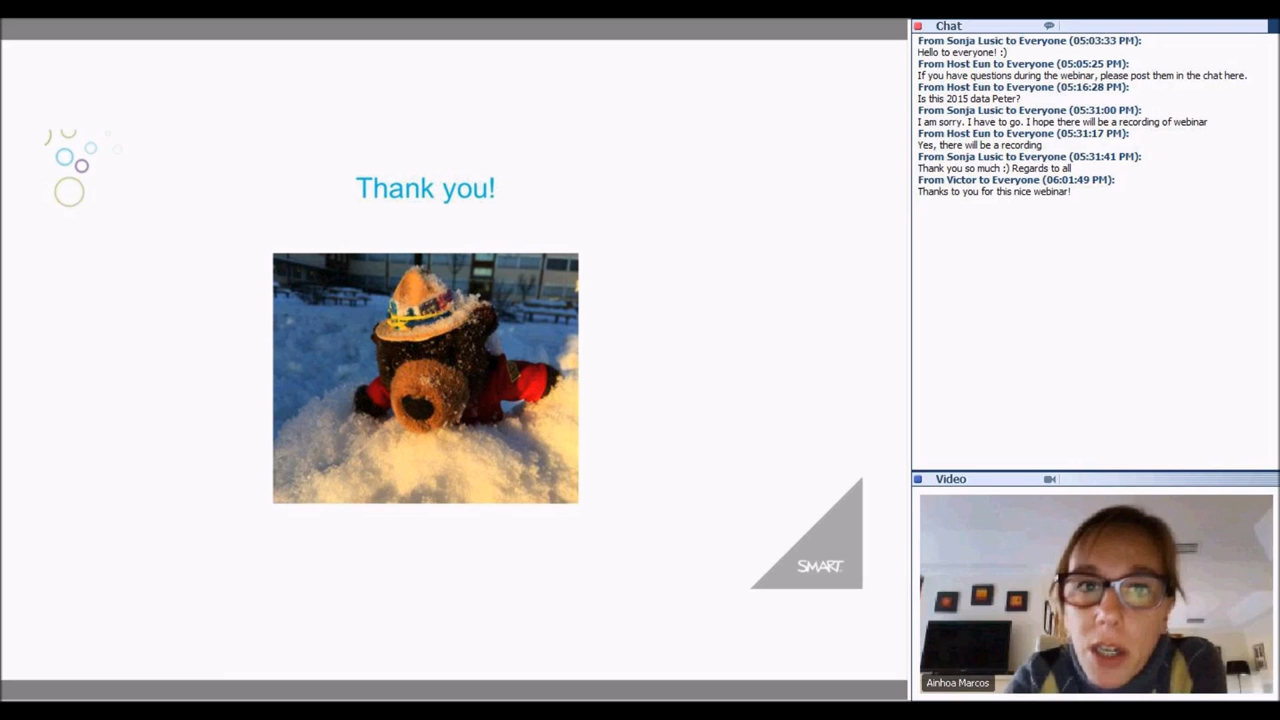 Chat
From Sonja Lusic to Everyone (05:03:33 PM):
Hello to everyone! :)
From Host Eun to Everyone (05:05:25 PM):
If you have questions during the webinar, please post them in the chat here.
From Host Eun to Everyone (05:16:28 PM):
Is this 2015 data Peter?
From Sonja Lusic to Everyone (05:31:00 PM):
I am sorry. I have to go. I hope there will be a recording of webinar
From Host Eun to Everyone (05:31:17 PM):
Yes, there will be a recording
From Sonja Lusic to Everyone (05:31:41 PM):
Thank you so much :) Regards to all
From Victor to Everyone (06:01:49 PM):
Thanks to you for this nice webinar!
Thank you!
SMART
Video
Ainhoa Marcos